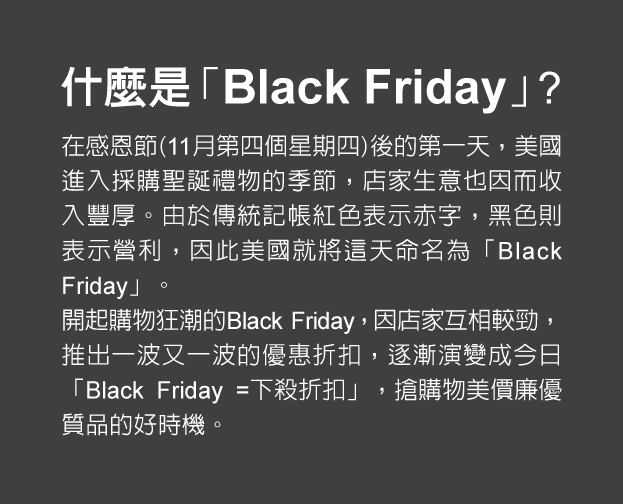 什麼是「Black Friday」?
在感恩節(11月第四個星期四)後的第一天，美國
進入採購聖誕禮物的季節，店家生意也因而收
入豐厚。由於傳統記帳紅色表示赤字，黑色則
表示營利，因此美國就將這天命名為「Black
Friday」。
開起購物狂潮的Black Friday，因店家互相較勁，
推出一波又一波的優惠折扣，逐漸演變成今日
「Black Friday =下殺折扣」，搶購物美價廉優
質品的好時機。